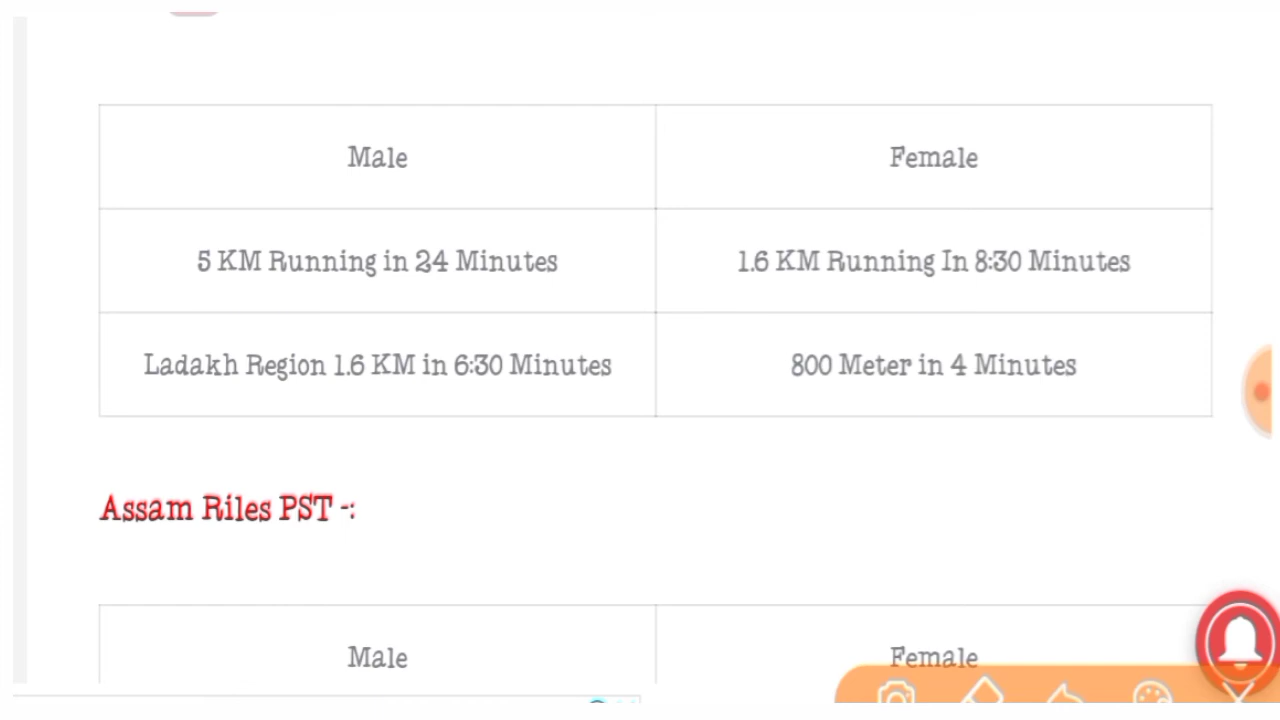 Male Female
5 KM Running in 24 Minutes 1.6 KM Running In 8:30 Minutes
Ladakh Region 1.6 KM in 6:30 Minutes 800 Meter in 4 Minutes
Assam Riles PST -:
Male Female